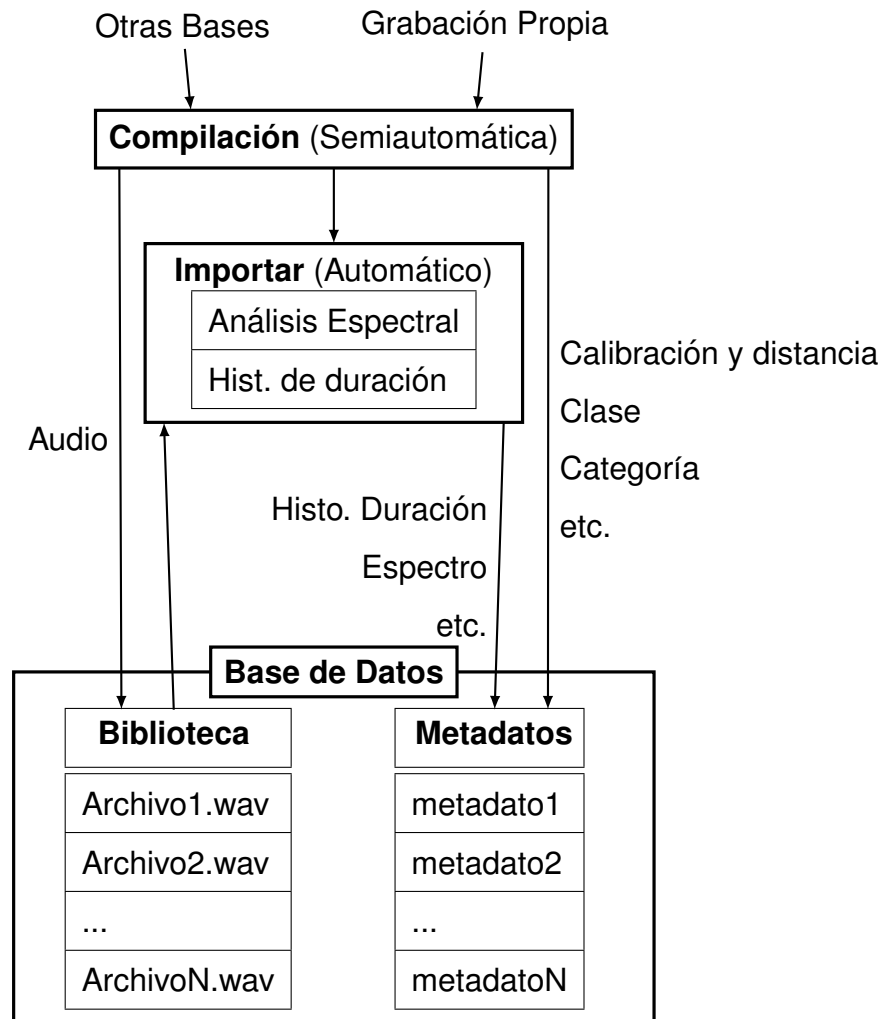 Otras Bases
Grabación Propia
Compilación (Semiautomática)
Importar (Automático)
Análisis Espectral
Hist. de duración
Audio
Calibración y distancia
Clase
Categoría
etc.
Histo. Duración
Espectro
etc.
Base de Datos
Biblioteca
Archivo1.wav
Archivo2.wav
...
ArchivoN.wav
Metadatos
metadato1
metadato2
...
metadatoN